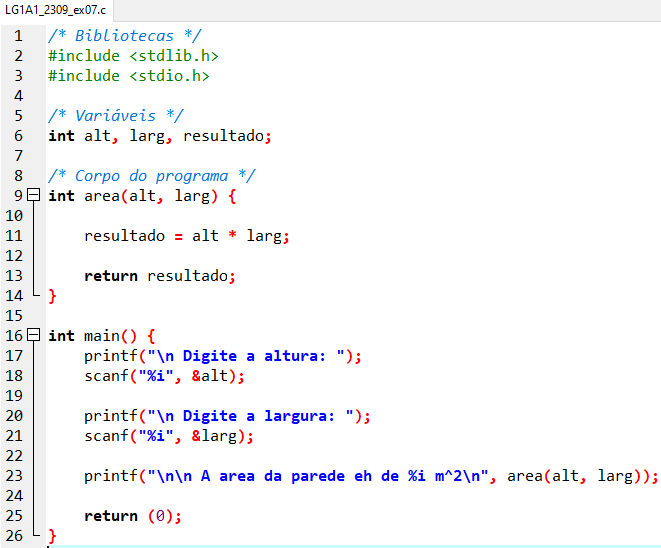 LG1A1_2309_ex07.c
1 /* Bibliotecas */
2 #include <stdlib.h>
3 #include <stdio.h>
4
5 /* Variáveis */
6 int alt, larg, resultado;
7
8 /* Corpo do programa */
9 int area(alt, larg) {
10
11 resultado = alt * larg;
12
13 return resultado;
14 }
15
16 int main() {
17 printf("\n Digite a altura: ");
18 scanf("%i", &alt);
19
20 printf("\n Digite a largura: ");
21 scanf("%i", &larg);
22
23 printf("\n\n A area da parede eh de %i m^2\n", area(alt, larg));
24
25 return (0);
26 }